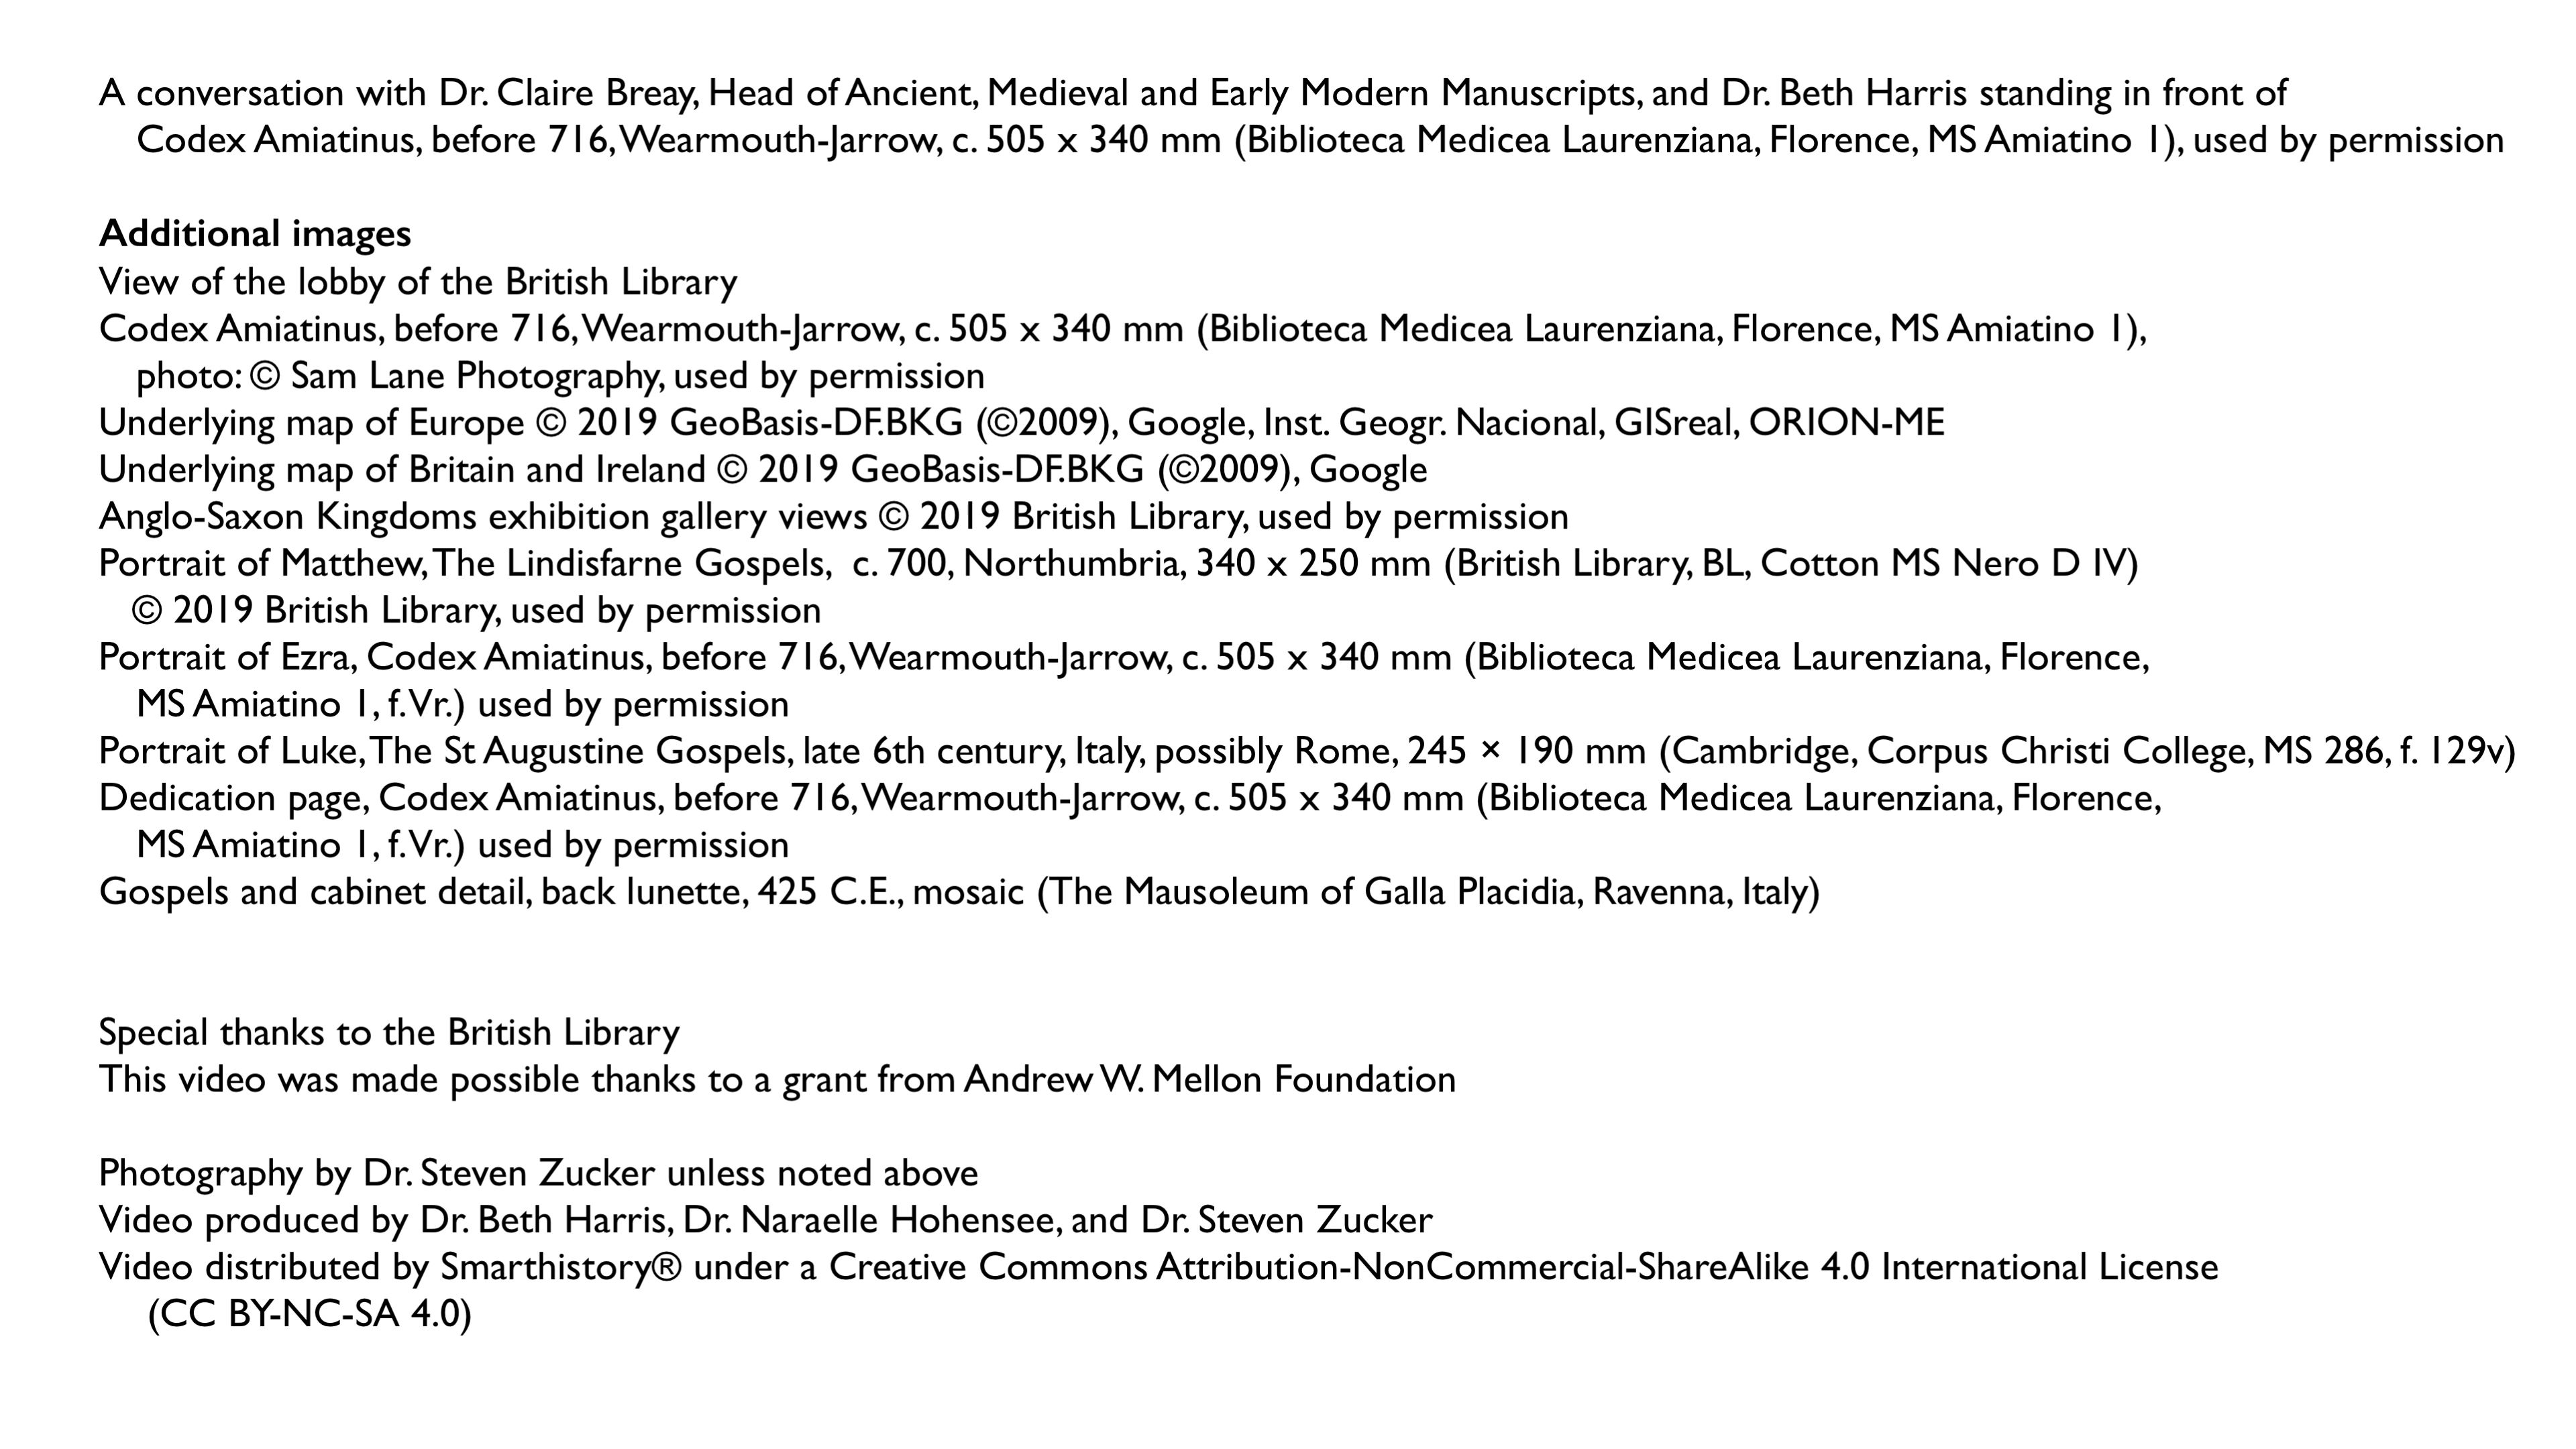 A conversation with Dr. Claire Breay, Head of Ancient, Medieval and Early Modern Manuscripts, and Dr. Beth Harris standing in front of
Codex Amiatinus, before 716, Wearmouth-Jarrow, c. 505 x 340 mm (Biblioteca Medicea Laurenziana, Florence, MS Amiatino 1), used by permission
Additional images
View of the lobby of the British Library
Codex Amiatinus, before 716, Wearmouth-Jarrow, c. 505 x 340 mm (Biblioteca Medicea Laurenziana, Florence, MS Amiatino 1),
photo: © Sam Lane Photography, used by permission
Underlying map of Europe © 2019 GeoBasis-DF.BKG (©2009), Google, Inst. Geogr. Nacional, GISreal, ORION-ME
Underlying map of Britain and Ireland © 2019 GeoBasis-DF.BKG (©2009), Google
Anglo-Saxon Kingdoms exhibition gallery views © 2019 British Library, used by permission
Portrait of Matthew, The Lindisfarne Gospels, c. 700, Northumbria, 340 x 250 mm (British Library, BL, Cotton MS Nero D IV)
© 2019 British Library, used by permission
Portrait of Ezra, Codex Amiatinus, before 716, Wearmouth-Jarrow, c. 505 x 340 mm (Biblioteca Medicea Laurenziana, Florence,
MS Amiatino 1, f. Vr.) used by permission
Portrait of Luke, The St Augustine Gospels, late 6th century, Italy, possibly Rome, 245 × 190 mm (Cambridge, Corpus Christi College, MS 286, f. 129v)
Dedication page, Codex Amiatinus, before 716, Wearmouth-Jarrow, c. 505 x 340 mm (Biblioteca Medicea Laurenziana, Florence,
MS Amiatino 1, f. Vr.) used by permission
Gospels and cabinet detail, back lunette, 425 C.E., mosaic (The Mausoleum of Galla Placidia, Ravenna, Italy)
Special thanks to the British Library
This video was made possible thanks to a grant from Andrew W. Mellon Foundation
Photography by Dr. Steven Zucker unless noted above
Video produced by Dr. Beth Harris, Dr. Naraelle Hohensee, and Dr. Steven Zucker
Video distributed by Smarthistory® under a Creative Commons Attribution-NonCommercial-ShareAlike 4.0 International License
(CC BY-NC-SA 4.0)